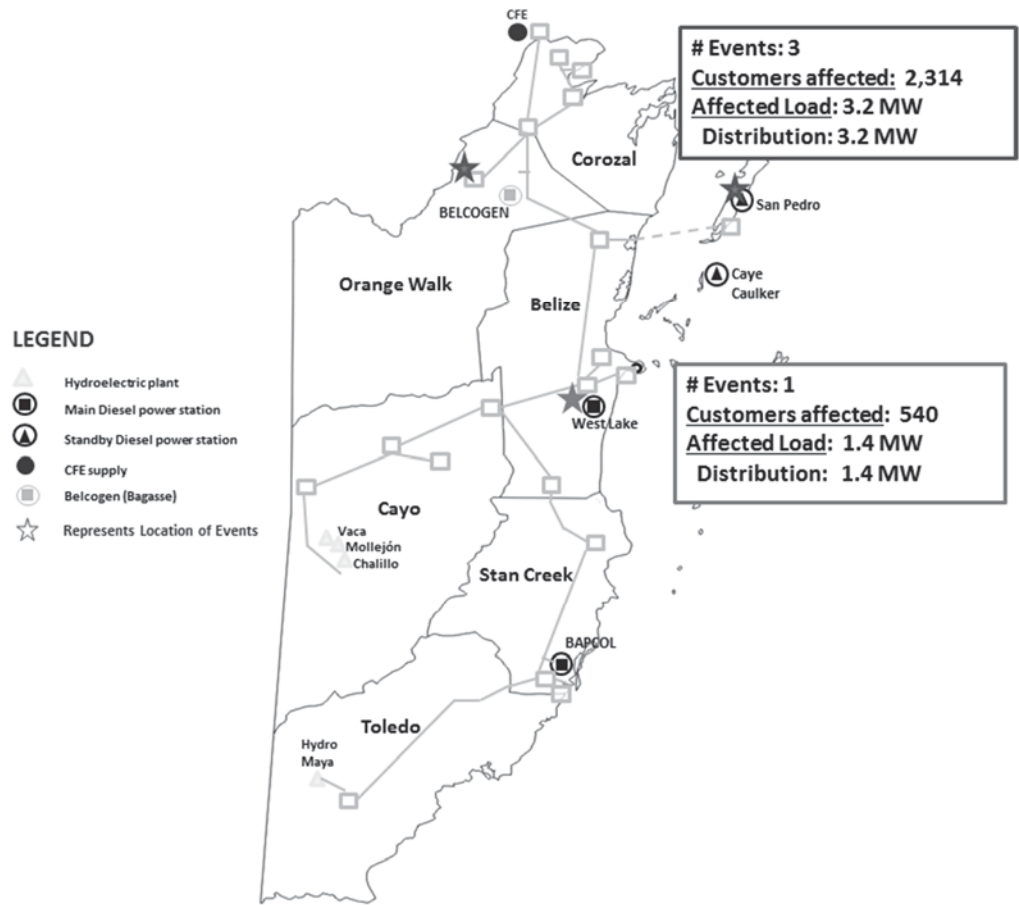 CFE
# Events: 3
Customers affected: 2,314
Affected Load: 3.2 MW
Distribution: 3.2 MW
Corozal
BELCOGEN
San Pedro
Orange Walk
Belize
Caye
Caulker
LEGEND
Hydroelectric plant
Main Diesel power station
Standby Diesel power station
CFE supply
Belcogen (Bagasse)
Represents Location of Events
# Events: 1
Customers affected: 540
Affected Load: 1.4 MW
Distribution: 1.4 MW
West Lake
Cayo
Vaca
Mollejón
Chalillo
Stan Creek
BAPCOL
Toledo
Hydro
Maya